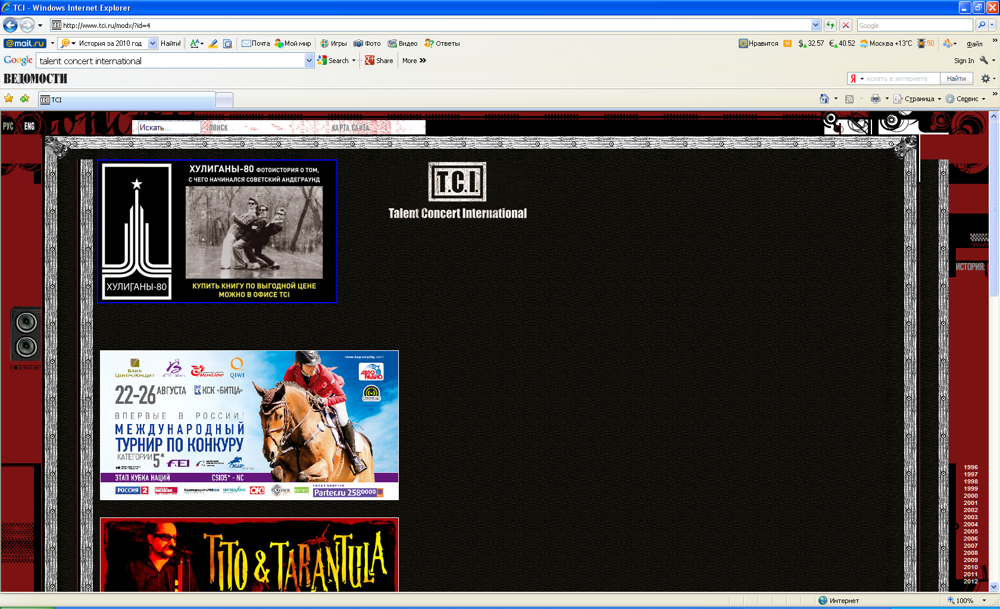 TCI - Windows Internet Explorer
http://www.tci.ru/modx/?id=4
Google
@mail.ru
История за 2010 год
Найти!
Почта
Мой мир
Игры
Фото
Видео
Ответы
Нравится
$ 32.57
€ 40.52
Москва +13°C
50
Файл
Google
talent concert international
Search
Share
More
Sign In
ВЕДОМОСТИ
Я
искать в интернете
Найти
TCI
Страница
Сервис
РУС
ENG
Искать...
ПОИСК
КАРТА САЙТА
ХУЛИГАНЫ-80 ФОТОИСТОРИЯ О ТОМ,
С ЧЕГО НАЧИНАЛСЯ СОВЕТСКИЙ АНДЕГРАУНД
ХУЛИГАНЫ-80
КУПИТЬ КНИГУ ПО ВЫГОДНОЙ ЦЕНЕ
МОЖНО В ОФИСЕ TCI
T.C.I.
Talent Concert International
ИСТОРИЯ:
www.kapjumping.com
БАНК
ЦЕНТРОКРЕДИТ
RusLine
QIWI
АВТО
РАДИО
22-26 АВГУСТА
КСК «БИТЦА»
ВПЕРВЫЕ В РОССИИ!
МЕЖДУНАРОДНЫЙ
ТУРНИР ПО КОНКУРУ
КАТЕГОРИИ 5*
FEI
ЭТАП КУБКА НАЦИЙ
CSIO5* - NC
РОССИЯ 2
КоммерсантъFM93.6
интерфакс
OK!
element
ЗАКАЗ БИЛЕТОВ
Parter.ru 2580000
TITO & TARANTULA
1996
1997
1998
1999
2000
2001
2002
2003
2004
2005
2006
2007
2008
2009
2010
2011
2012
Интернет
100%